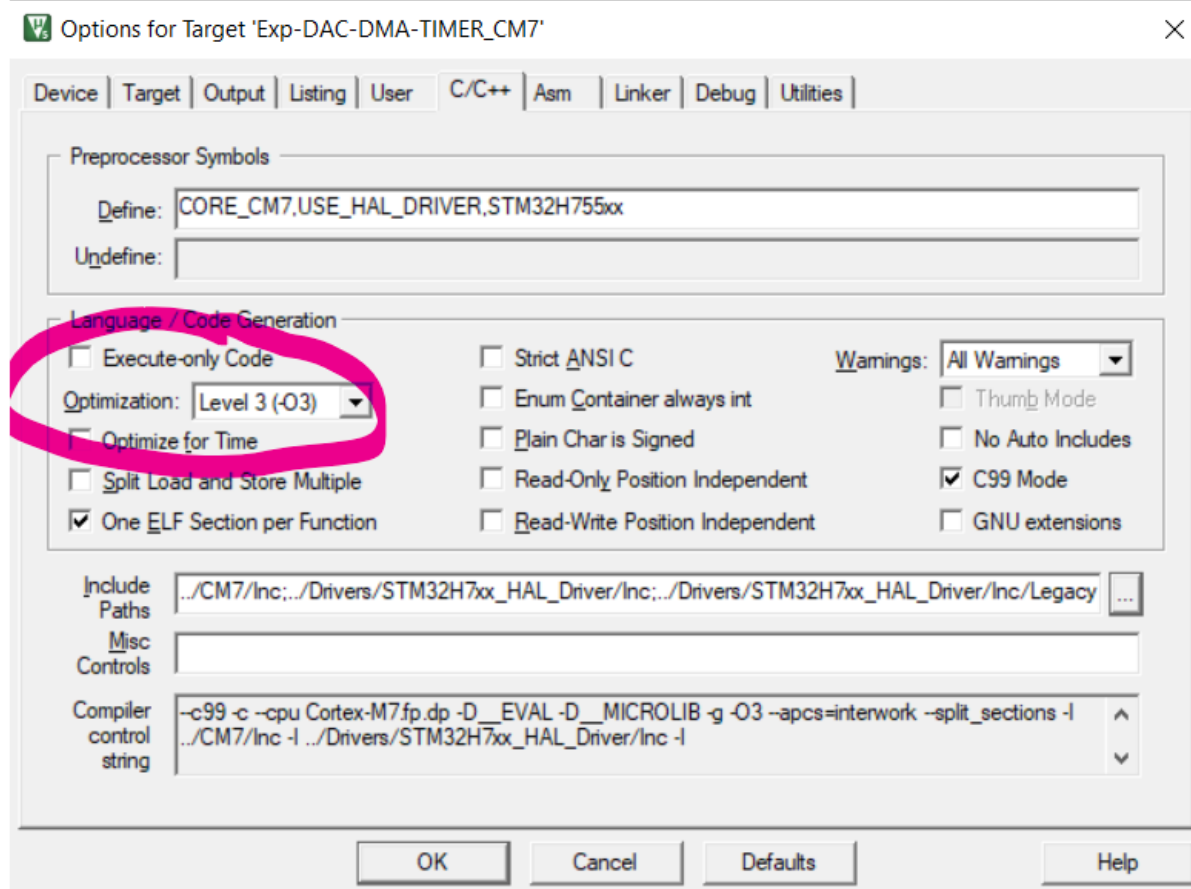 Options for Target 'Exp-DAC-DMA-TIMER_CM7'
Device Target Output Listing User C/C++ Asm Linker Debug Utilities
Preprocessor Symbols
Define: CORE_CM7,USE_HAL_DRIVER,STM32H755xx
Undefine:
Language / Code Generation
Execute-only Code Strict ANSI C Warnings: All Warnings
Optimization: Level 3 (-O3) Enum Container always int Thumb Mode
Optimize for Time Plain Char is Signed No Auto Includes
Split Load and Store Multiple Read-Only Position Independent C99 Mode
One ELF Section per Function Read-Write Position Independent GNU extensions
Include Paths ../CM7/Inc;../Drivers/STM32H7xx_HAL_Driver/Inc;../Drivers/STM32H7xx_HAL_Driver/Inc/Legacy ...
Misc Controls
Compiler control string --c99 -c --cpu Cortex-M7.fp.dp -D__EVAL -D__MICROLIB -g -O3 --apcs=interwork --split_sections -I
../CM7/Inc -I ../Drivers/STM32H7xx_HAL_Driver/Inc -I
OK Cancel Defaults Help